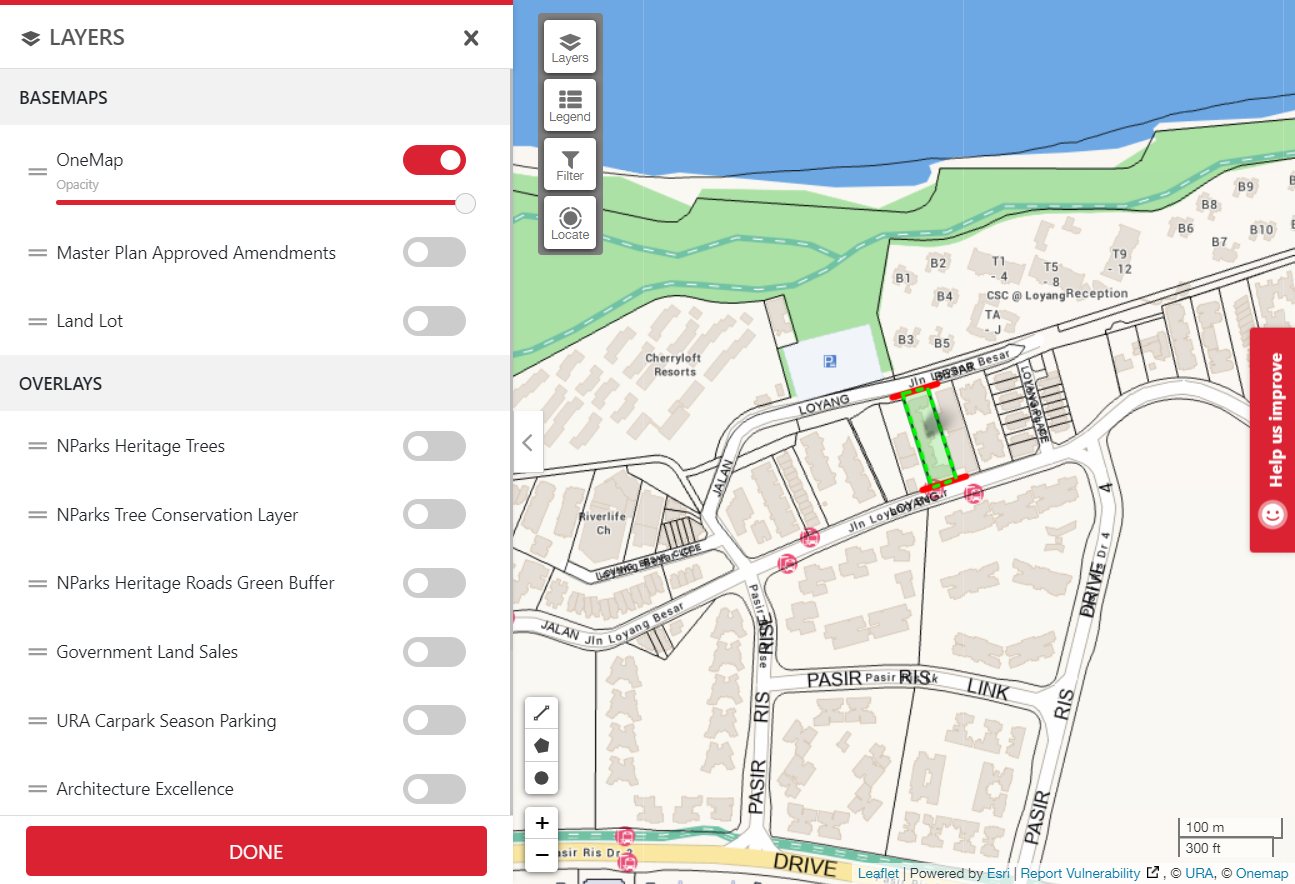 LAYERS
BASEMAPS
OneMap
Opacity
Master Plan Approved Amendments
Land Lot
OVERLAYS
NParks Heritage Trees
NParks Tree Conservation Layer
NParks Heritage Roads Green Buffer
Government Land Sales
URA Carpark Season Parking
Architecture Excellence
DONE
Layers
Legend
Filter
Locate
B9
B8
B6
B7
B10
B1
B2
B4
B3
B5
T1
- 4
T5
- 8
T9
- 12
CSC @ Loyang
Reception
TA
- J
Cherryloft
Resorts
P
Jln Loyang Besar
BESAR
LOYANG
JALAN
LOYANG PLACE
Riverlife
Ch
Jln Loyang Besar
LOYANG
JALAN
Jln Loyang Besar
PASIR
RIS
RISE
Pasir Ris Rise
PASIR
RIS
LINK
DRIVE
4
Pasir Ris Dr 4
RIS
PASIR
asir Ris Dr 3
DRIVE
Help us improve
+
−
100 m
300 ft
Leaflet | Powered by Esri | Report Vulnerability , © URA, © Onemap